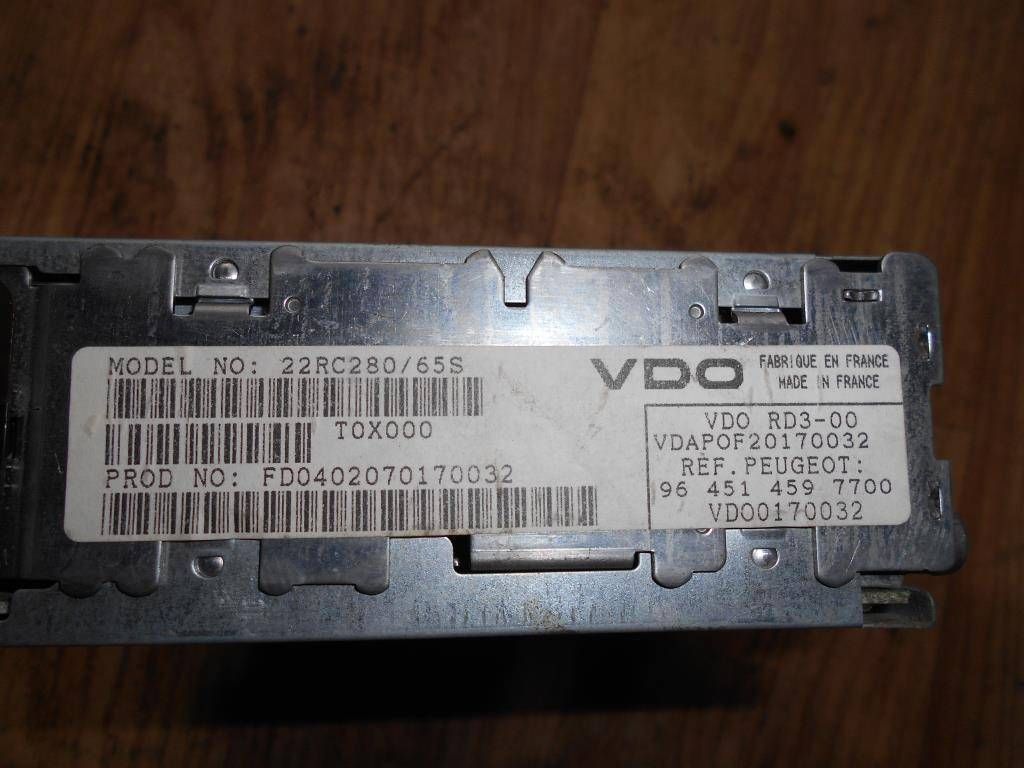 MODEL NO: 22RC280/65S
T0X000
PROD NO: FD0402070170032
VDO
FABRIQUE EN FRANCE
MADE IN FRANCE
VDO RD3-00
VDAPOF20170032
REF. PEUGEOT:
96 451 459 7700
VDO0170032